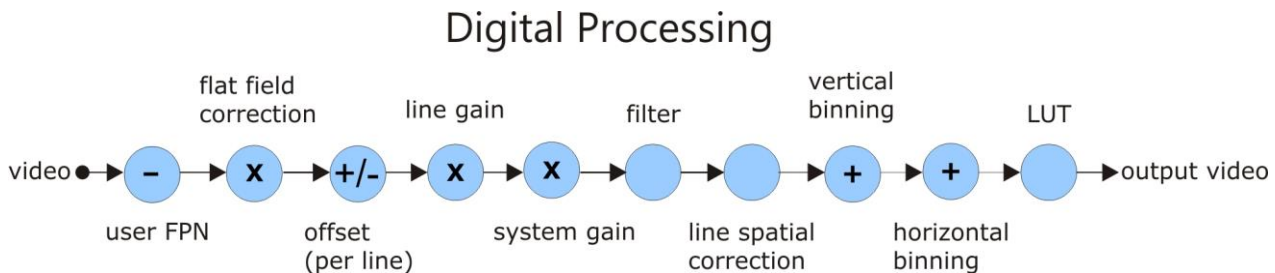 Digital Processing
flat field
correction
line gain
filter
vertical
binning
LUT
video
−
x
+/-
x
x
+
+
output video
user FPN
offset
(per line)
system gain
line spatial
correction
horizontal
binning